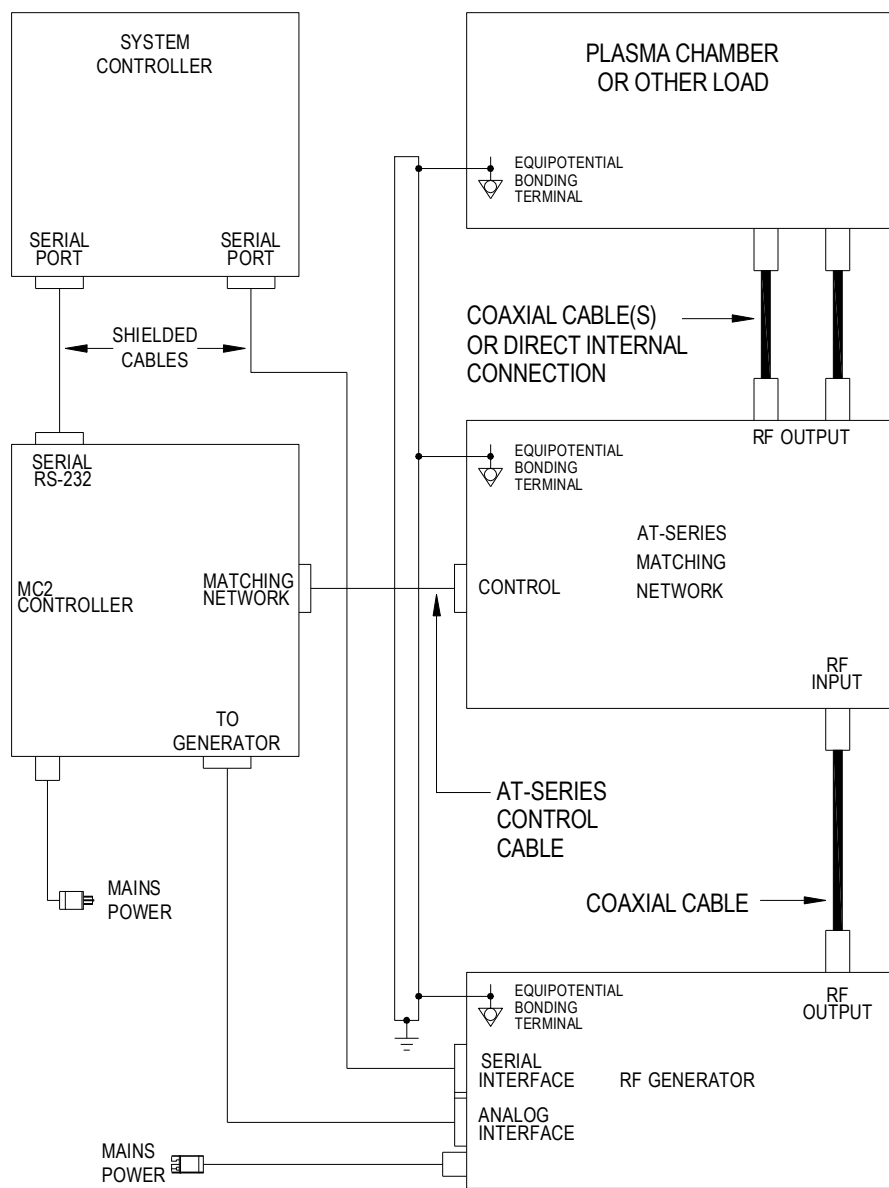 SYSTEM
CONTROLLER
SERIAL
PORT
SERIAL
PORT
SHIELDED
CABLES
SERIAL
RS-232
MC2
CONTROLLER
MATCHING
NETWORK
TO
GENERATOR
MAINS
POWER
PLASMA CHAMBER
OR OTHER LOAD
EQUIPOTENTIAL
BONDING
TERMINAL
COAXIAL CABLE(S)
OR DIRECT INTERNAL
CONNECTION
RF OUTPUT
EQUIPOTENTIAL
BONDING
TERMINAL
AT-SERIES
MATCHING
NETWORK
CONTROL
RF
INPUT
AT-SERIES
CONTROL
CABLE
COAXIAL CABLE
EQUIPOTENTIAL
BONDING
TERMINAL
RF
OUTPUT
SERIAL
INTERFACE
RF GENERATOR
ANALOG
INTERFACE
MAINS
POWER